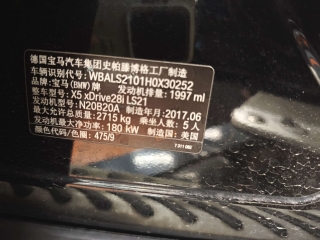 德国宝马汽车集团史帕滕博格工厂制造
车辆识别代号: WBALS2101H0X30252
品牌: 宝马(BMW)牌 发动机排量: 1997 ml
整车型号: X5 xDrive28i LS21
发动机型号: N20B20A 制造年月: 2017.06
最大允许总质量: 2715 kg 乘坐人数: 5 人
发动机最大净功率: 180 kW 制造国: 美国
颜色代码/色圈: 475/9